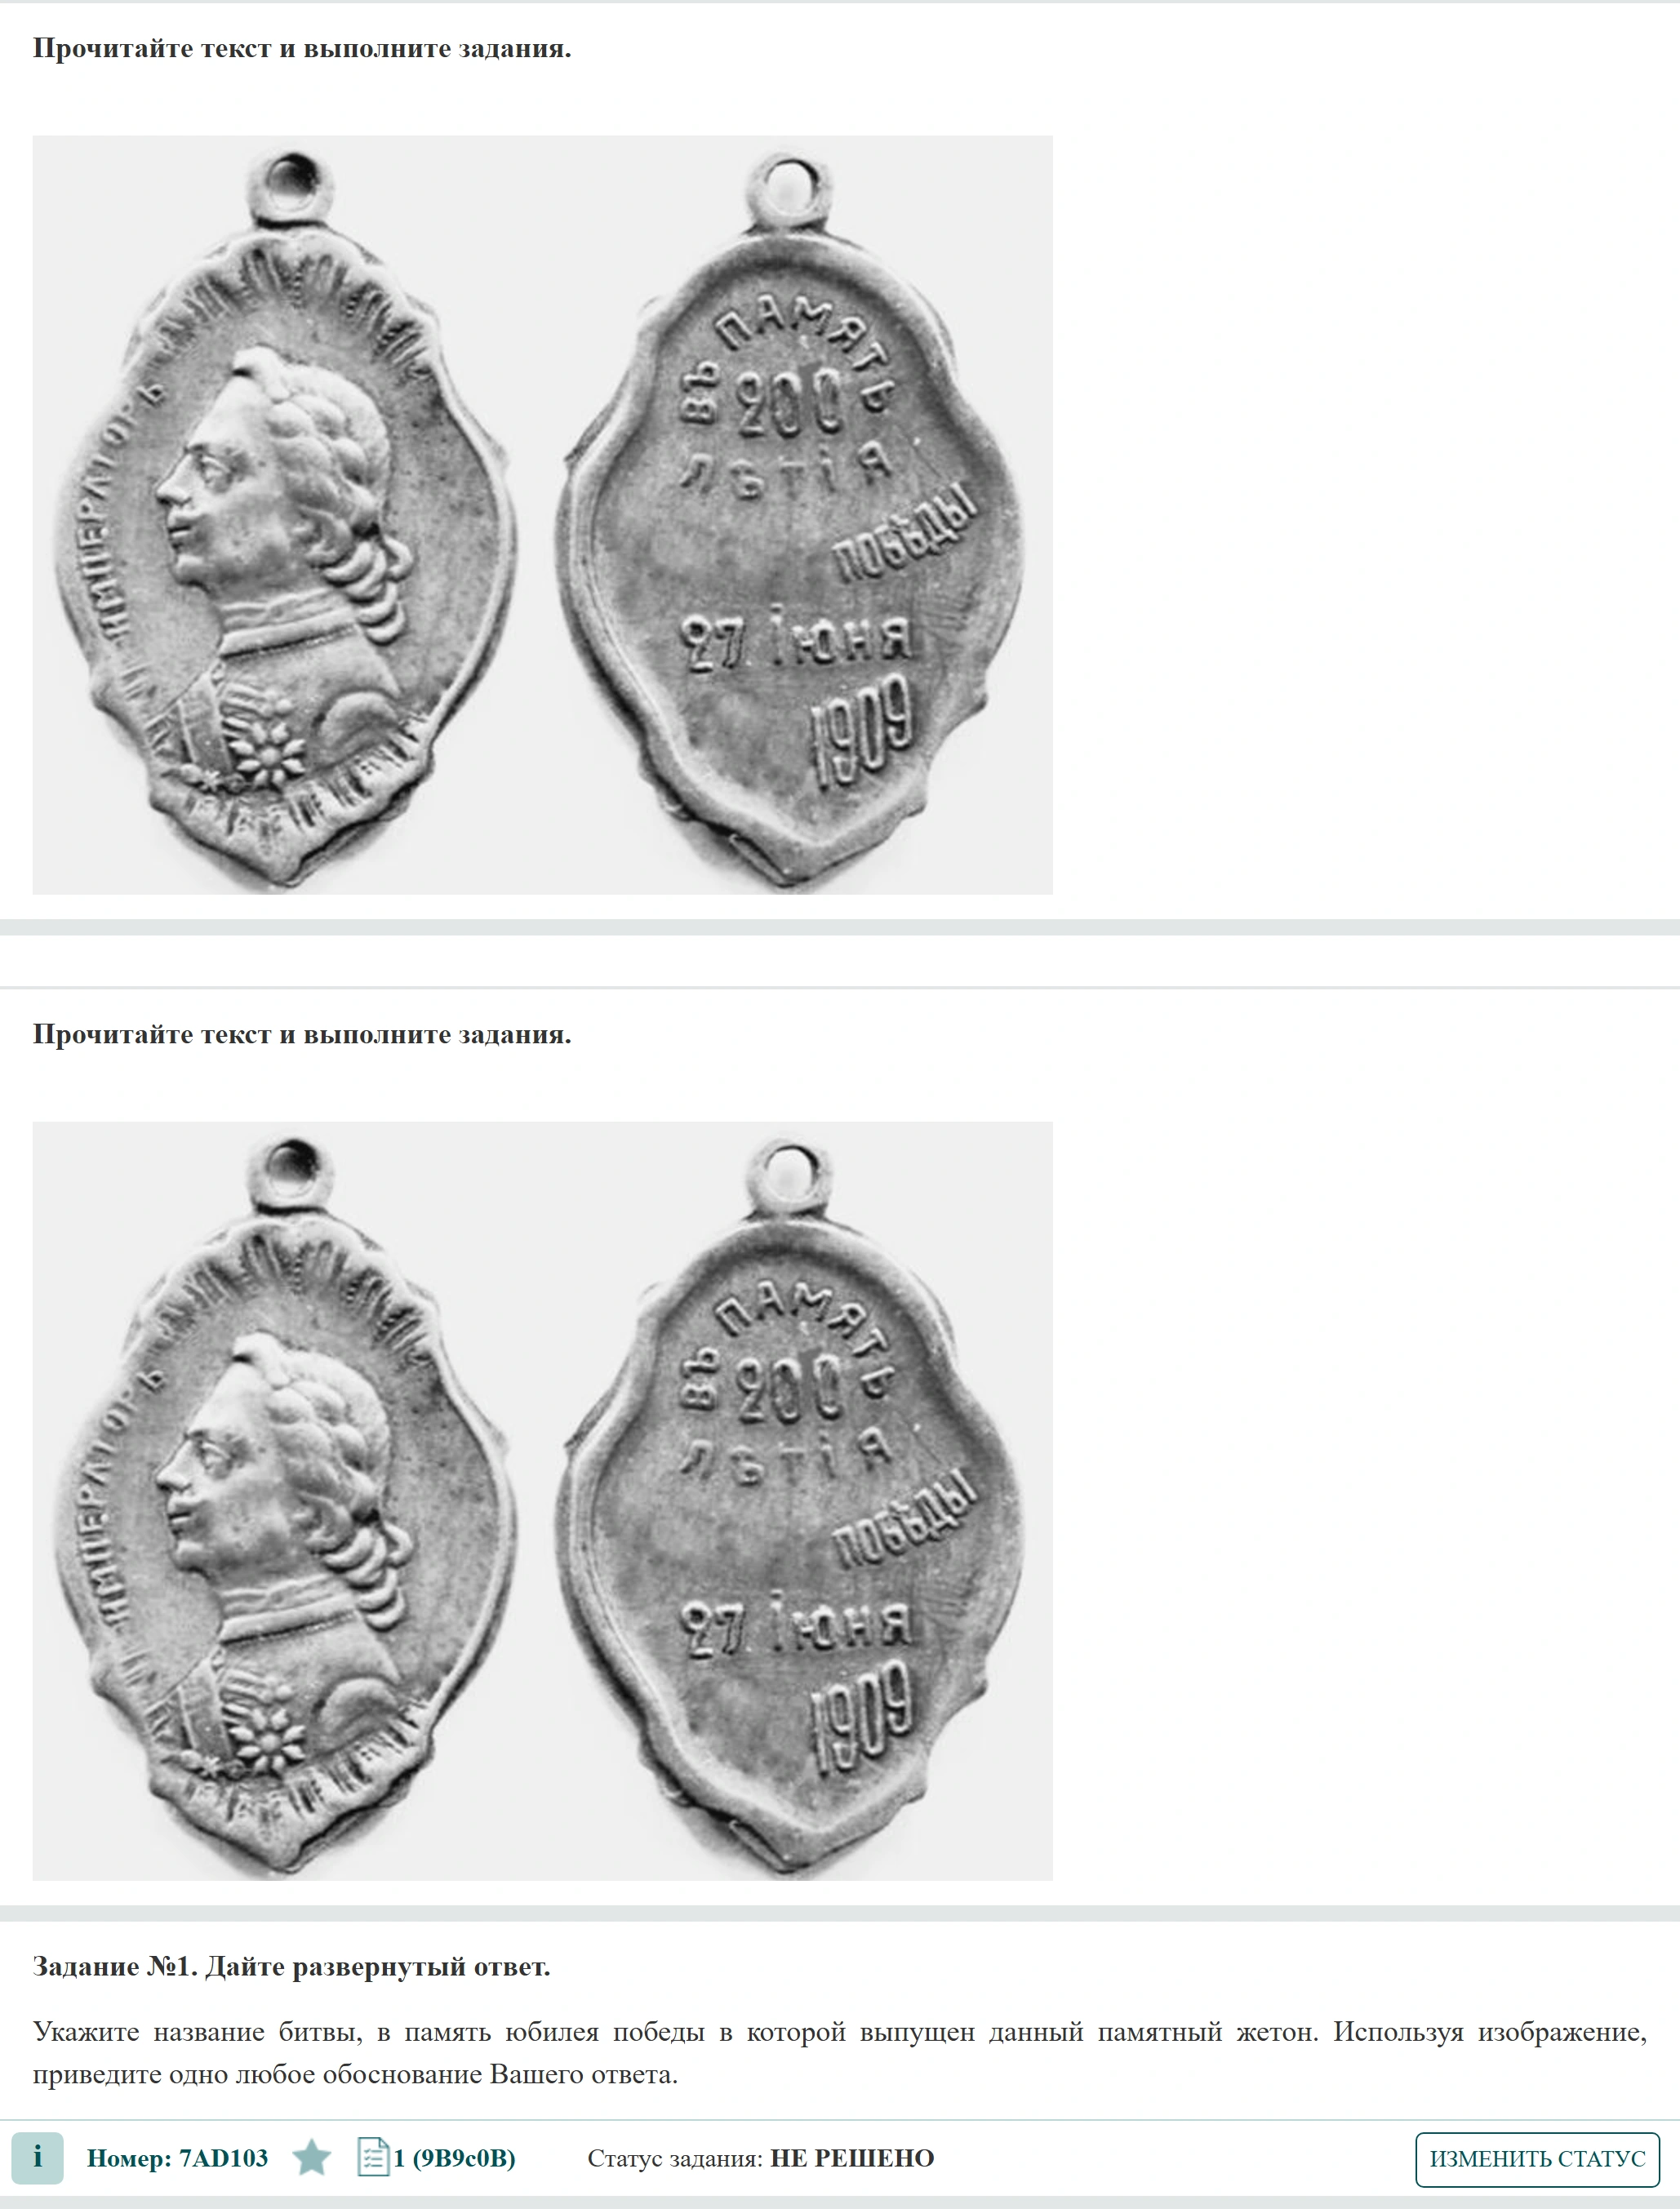 Прочитайте текст и выполните задания.
ИМПЕРАТОРЪ
ВЪ ПАМЯТЬ
200
ЛѢТІЯ
ПОБѢДЫ
27 ІЮНЯ
1909
Прочитайте текст и выполните задания.
ИМПЕРАТОРЪ
ВЪ ПАМЯТЬ
200
ЛѢТІЯ
ПОБѢДЫ
27 ІЮНЯ
1909
Задание №1. Дайте развернутый ответ.
Укажите название битвы, в память юбилея победы в которой выпущен данный памятный жетон. Используя изображение,
приведите одно любое обоснование Вашего ответа.
i Номер: 7AD103 1 (9B9c0B) Статус задания: НЕ РЕШЕНО ИЗМЕНИТЬ СТАТУС